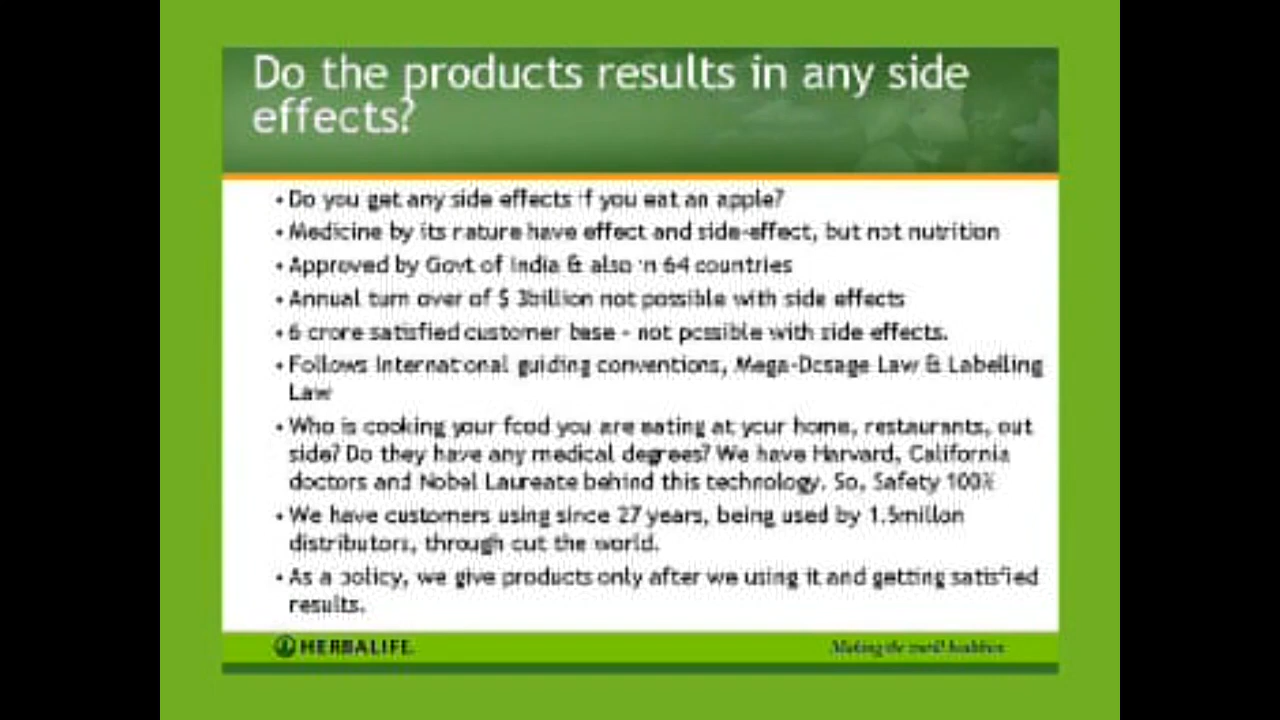 Do the products results in any side
effects?
• Do you get any side effects if you eat an apple?
• Medicine by its nature have effect and side-effect, but not nutrition
• Approved by Govt of India & also in 64 countries
• Annual turn over of $ 3billion not possible with side effects
• 6 crore satisfied customer base - not possible with side effects.
• Follows International guiding conventions, Mega-Dosage Law & Labelling
Law
• Who is cooking your food you are eating at your home, restaurants, out
side? Do they have any medical degrees? We have Harvard, California
doctors and Nobel Laureate behind this technology. So, Safety 100%
• We have customers using since 27 years, being used by 1.5millon
distributors, through out the world.
• As a policy, we give products only after we using it and getting satisfied
results.
HERBALIFE
Making the world healthier.